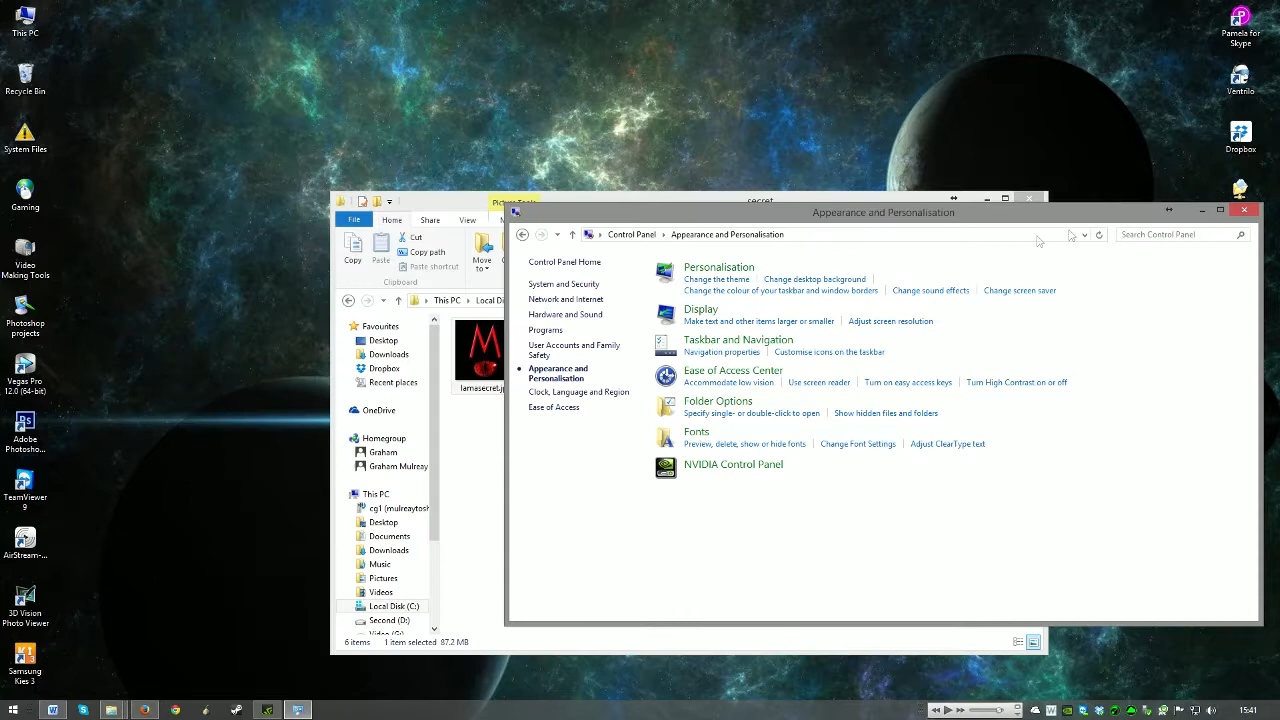 This PC
Recycle Bin
System Files
Gaming
Video
Making Tools
Photoshop
projects
Vegas Pro
12.0 (64-bit)
Adobe
Photosho...
TeamViewer
9
AirStream-...
3D Vision
Photo Viewer
Samsung
Kies 3
Pamela for
Skype
Ventrilo
Dropbox
Picture Tools
secret
File
Home
Share
View
Copy
Paste
Cut
Copy path
Paste shortcut
Clipboard
Move
to
This PC
Local Dis
Favourites
Desktop
Downloads
Dropbox
Recent places
OneDrive
Homegroup
Graham
Graham Mulreay
This PC
cg1 (mulreaytosh
Desktop
Documents
Downloads
Music
Pictures
Videos
Local Disk (C:)
Second (D:)
6 items 1 item selected 87.2 MB
M
Iamasecret.jp
Appearance and Personalisation
Control Panel Appearance and Personalisation
Search Control Panel
Control Panel Home
System and Security
Network and Internet
Hardware and Sound
Programs
User Accounts and Family
Safety
Appearance and
Personalisation
Clock, Language and Region
Ease of Access
Personalisation
Change the theme Change desktop background
Change the colour of your taskbar and window borders Change sound effects Change screen saver
Display
Make text and other items larger or smaller Adjust screen resolution
Taskbar and Navigation
Navigation properties Customise icons on the taskbar
Ease of Access Center
Accommodate low vision Use screen reader Turn on easy access keys Turn High Contrast on or off
Folder Options
Specify single- or double-click to open Show hidden files and folders
Fonts
Preview, delete, show or hide fonts Change Font Settings Adjust ClearType text
NVIDIA Control Panel
15:41